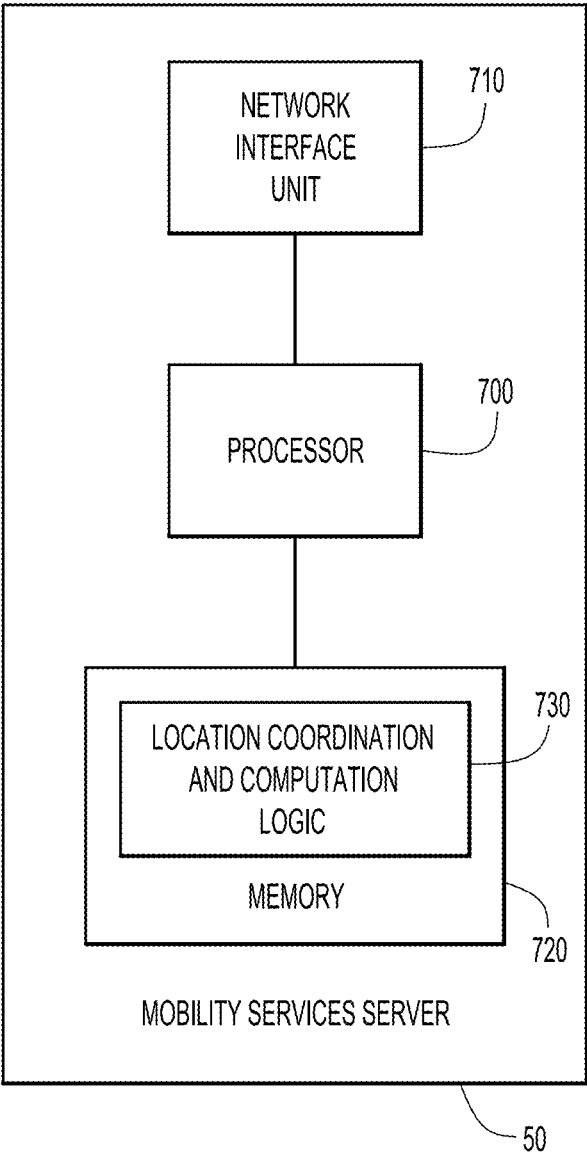 NETWORK
INTERFACE
UNIT
710
PROCESSOR
700
LOCATION COORDINATION
AND COMPUTATION
LOGIC
730
MEMORY
720
MOBILITY SERVICES SERVER
50